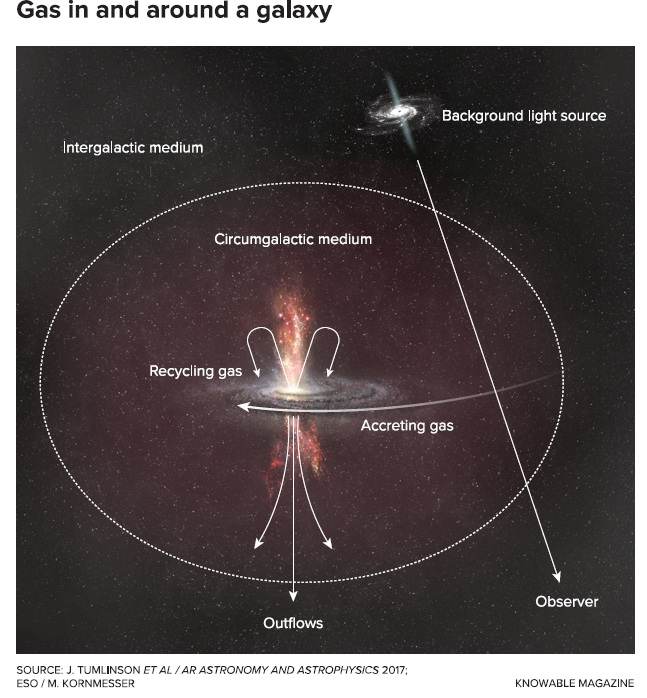 Gas in and around a galaxy
Background light source
Intergalactic medium
Circumgalactic medium
Recycling gas
Accreting gas
Observer
Outflows
SOURCE: J. TUMLINSON ET AL / AR ASTRONOMY AND ASTROPHYSICS 2017;
ESO / M. KORNMESSER
KNOWABLE MAGAZINE